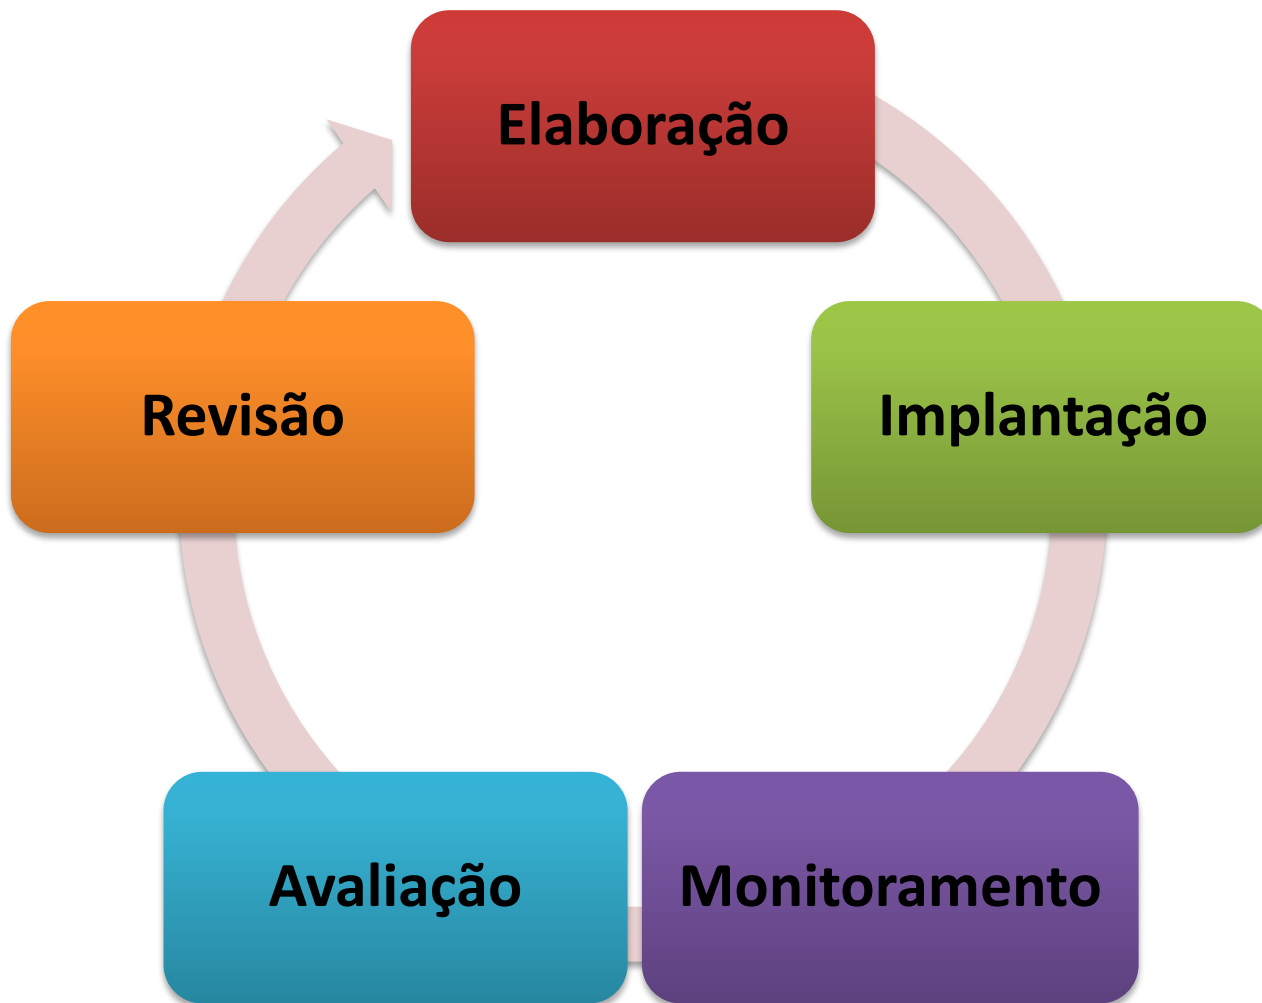 Elaboração
Implantação
Monitoramento
Avaliação
Revisão